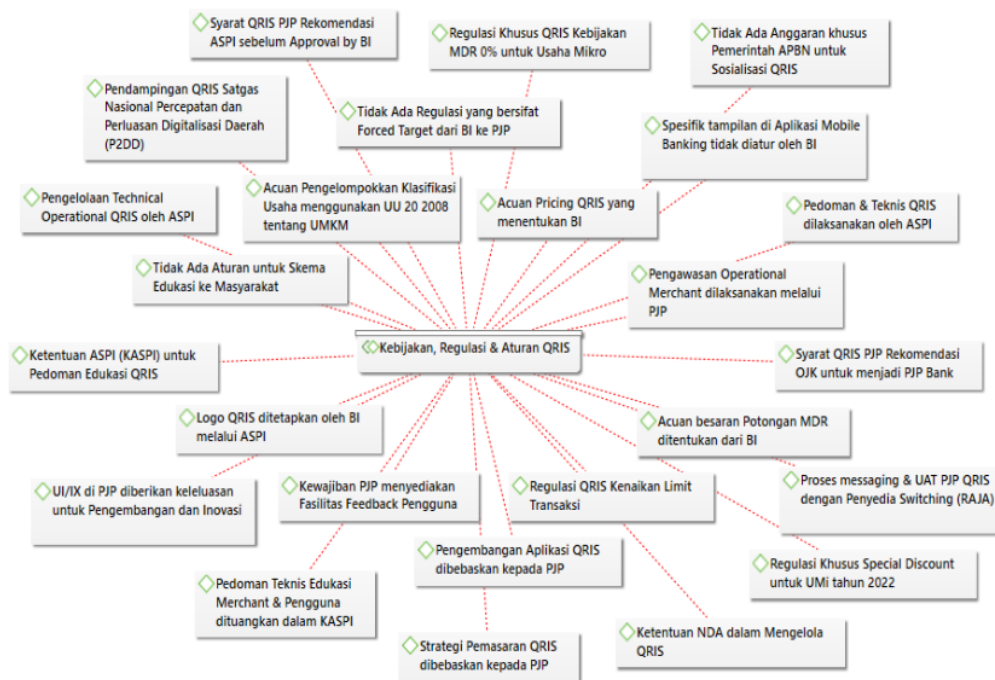 Syarat QRIS PJP Rekomendasi
ASPI sebelum Approval by BI
Regulasi Khusus QRIS Kebijakan
MDR 0% untuk Usaha Mikro
Tidak Ada Anggaran khusus
Pemerintah APBN untuk
Sosialisasi QRIS
Pendampingan QRIS Satgas
Nasional Percepatan dan
Perluasan Digitalisasi Daerah
(P2DD)
Tidak Ada Regulasi yang bersifat
Forced Target dari BI ke PJP
Spesifik tampilan di Aplikasi Mobile
Banking tidak diatur oleh BI
Pengelolaan Technical
Operational QRIS oleh ASPI
Acuan Pengelompokkan Klasifikasi
Usaha menggunakan UU 20 2008
tentang UMKM
Acuan Pricing QRIS yang
menentukan BI
Pedoman & Teknis QRIS
dilaksanakan oleh ASPI
Tidak Ada Aturan untuk Skema
Edukasi ke Masyarakat
Pengawasan Operational
Merchant dilaksanakan melalui
PJP
Kebijakan, Regulasi & Aturan QRIS
Ketentuan ASPI (KASPI) untuk
Pedoman Edukasi QRIS
Syarat QRIS PJP Rekomendasi
OJK untuk menjadi PJP Bank
Logo QRIS ditetapkan oleh BI
melalui ASPI
Acuan besaran Potongan MDR
ditentukan dari BI
UI/IX di PJP diberikan keleluasan
untuk Pengembangan dan Inovasi
Kewajiban PJP menyediakan
Fasilitas Feedback Pengguna
Regulasi QRIS Kenaikan Limit
Transaksi
Proses messaging & UAT PJP QRIS
dengan Penyedia Switching (RAJA)
Pengembangan Aplikasi QRIS
dibebaskan kepada PJP
Regulasi Khusus Special Discount
untuk UMi tahun 2022
Pedoman Teknis Edukasi
Merchant & Pengguna
dituangkan dalam KASPI
Strategi Pemasaran QRIS
dibebaskan kepada PJP
Ketentuan NDA dalam Mengelola
QRIS